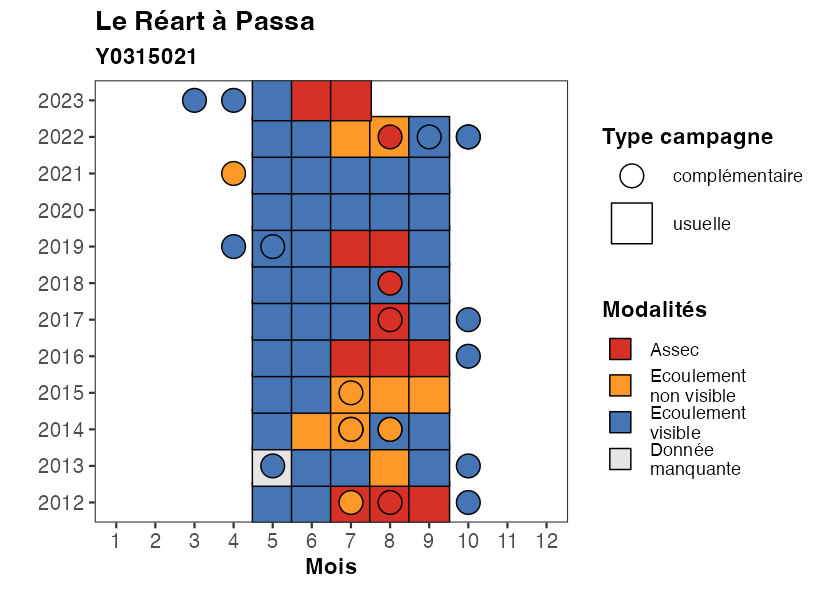 Le Réart à Passa
Y0315021
2023
2022
2021
2020
2019
2018
2017
2016
2015
2014
2013
2012
1 2 3 4 5 6 7 8 9 10 11 12
Mois
Type campagne
complémentaire
usuelle
Modalités
Assec
Ecoulement
non visible
Ecoulement
visible
Donnée
manquante